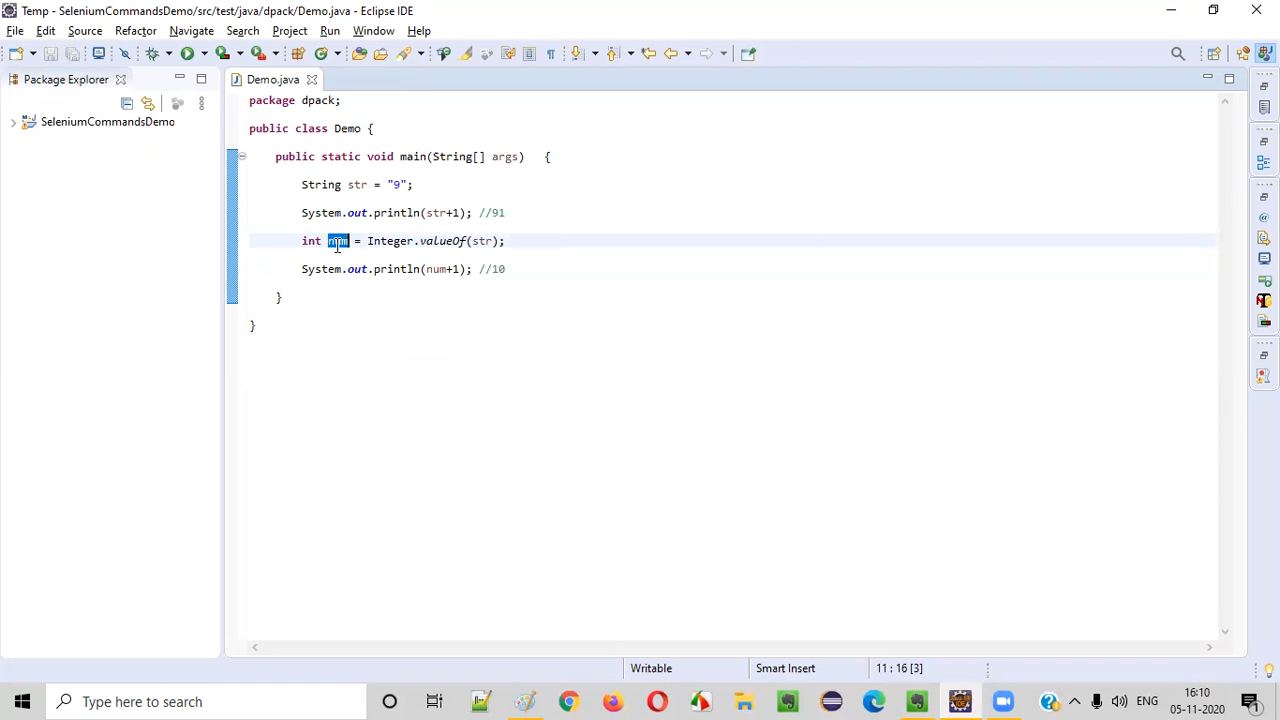 Temp - SeleniumCommandsDemo/src/test/java/dpack/Demo.java - Eclipse IDE
File Edit Source Refactor Navigate Search Project Run Window Help
Package Explorer
Demo.java
SeleniumCommandsDemo
package dpack;
public class Demo {
public static void main(String[] args) {
String str = "9";
System.out.println(str+1); //91
int num = Integer.valueOf(str);
System.out.println(num+1); //10
}
}
Writable Smart Insert 11 : 16 [3]
Type here to search
ENG
16:10
05-11-2020